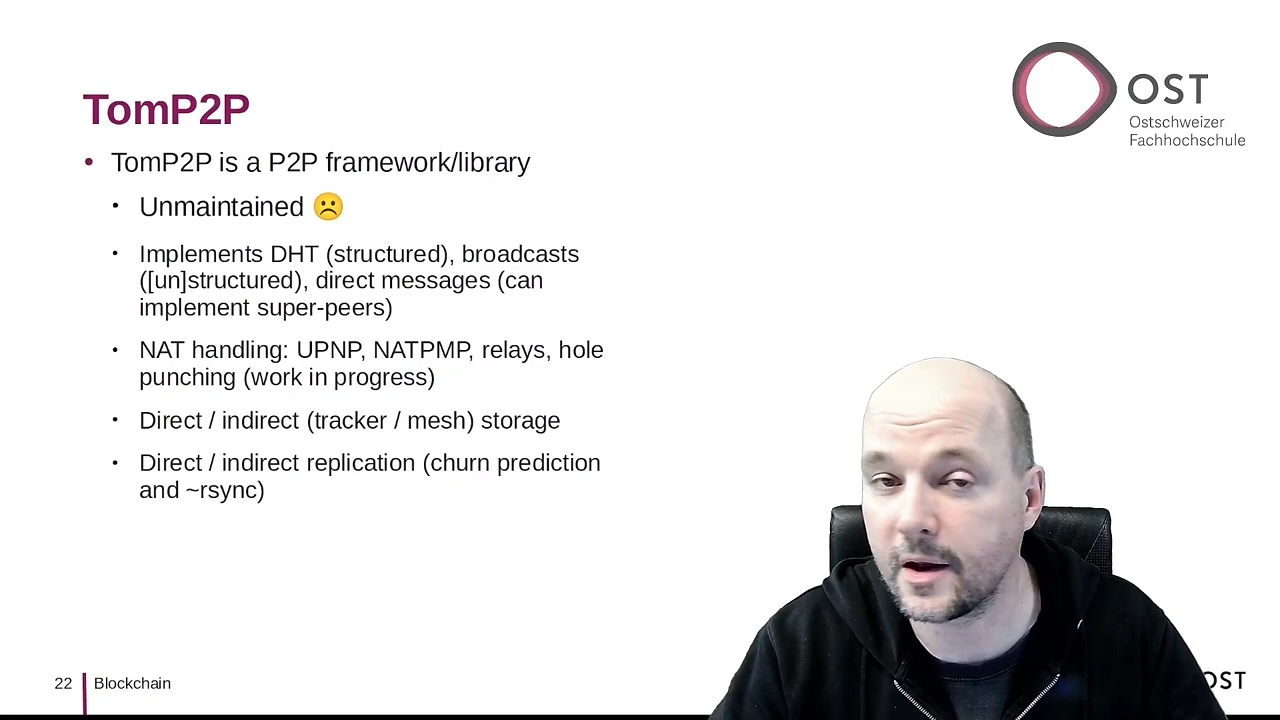 OST
Ostschweizer
Fachhochschule
TomP2P
• TomP2P is a P2P framework/library
• Unmaintained ☹️
• Implements DHT (structured), broadcasts
([un]structured), direct messages (can
implement super-peers)
• NAT handling: UPNP, NATPMP, relays, hole
punching (work in progress)
• Direct / indirect (tracker / mesh) storage
• Direct / indirect replication (churn prediction
and ~rsync)
22 Blockchain
OST